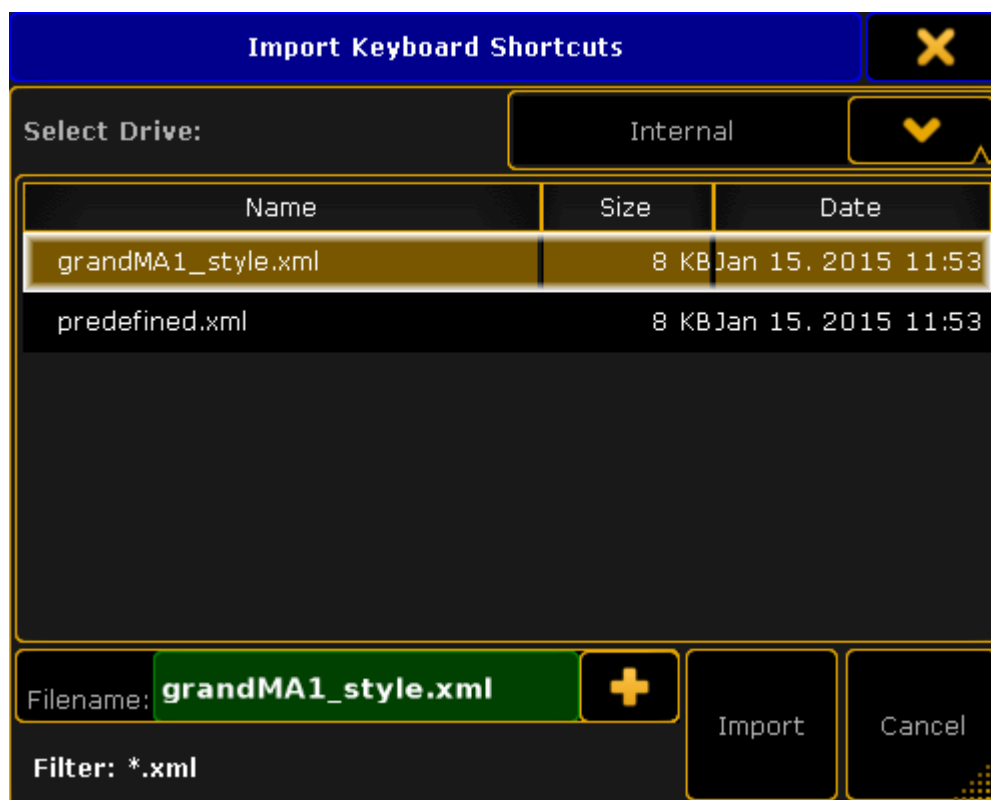 Import Keyboard Shortcuts
Select Drive: Internal
Name Size Date
grandMA1_style.xml 8 KB Jan 15. 2015 11:53
predefined.xml 8 KB Jan 15. 2015 11:53
Filename: grandMA1_style.xml
Import Cancel
Filter: *.xml